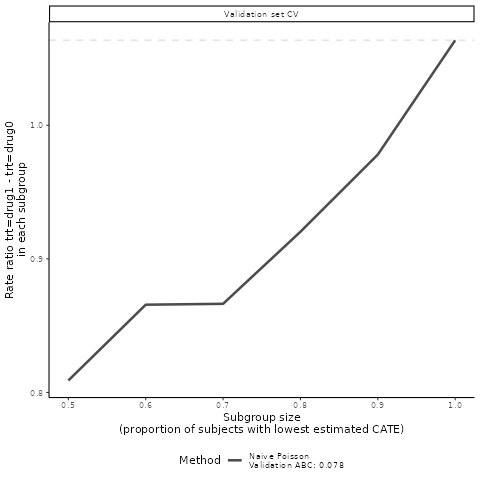 Validation set CV
Rate ratio trt=drug1 - trt=drug0
in each subgroup
1.0
0.9
0.8
0.5 0.6 0.7 0.8 0.9 1.0
Subgroup size
(proportion of subjects with lowest estimated CATE)
Method
Naive Poisson
Validation ABC: 0.078